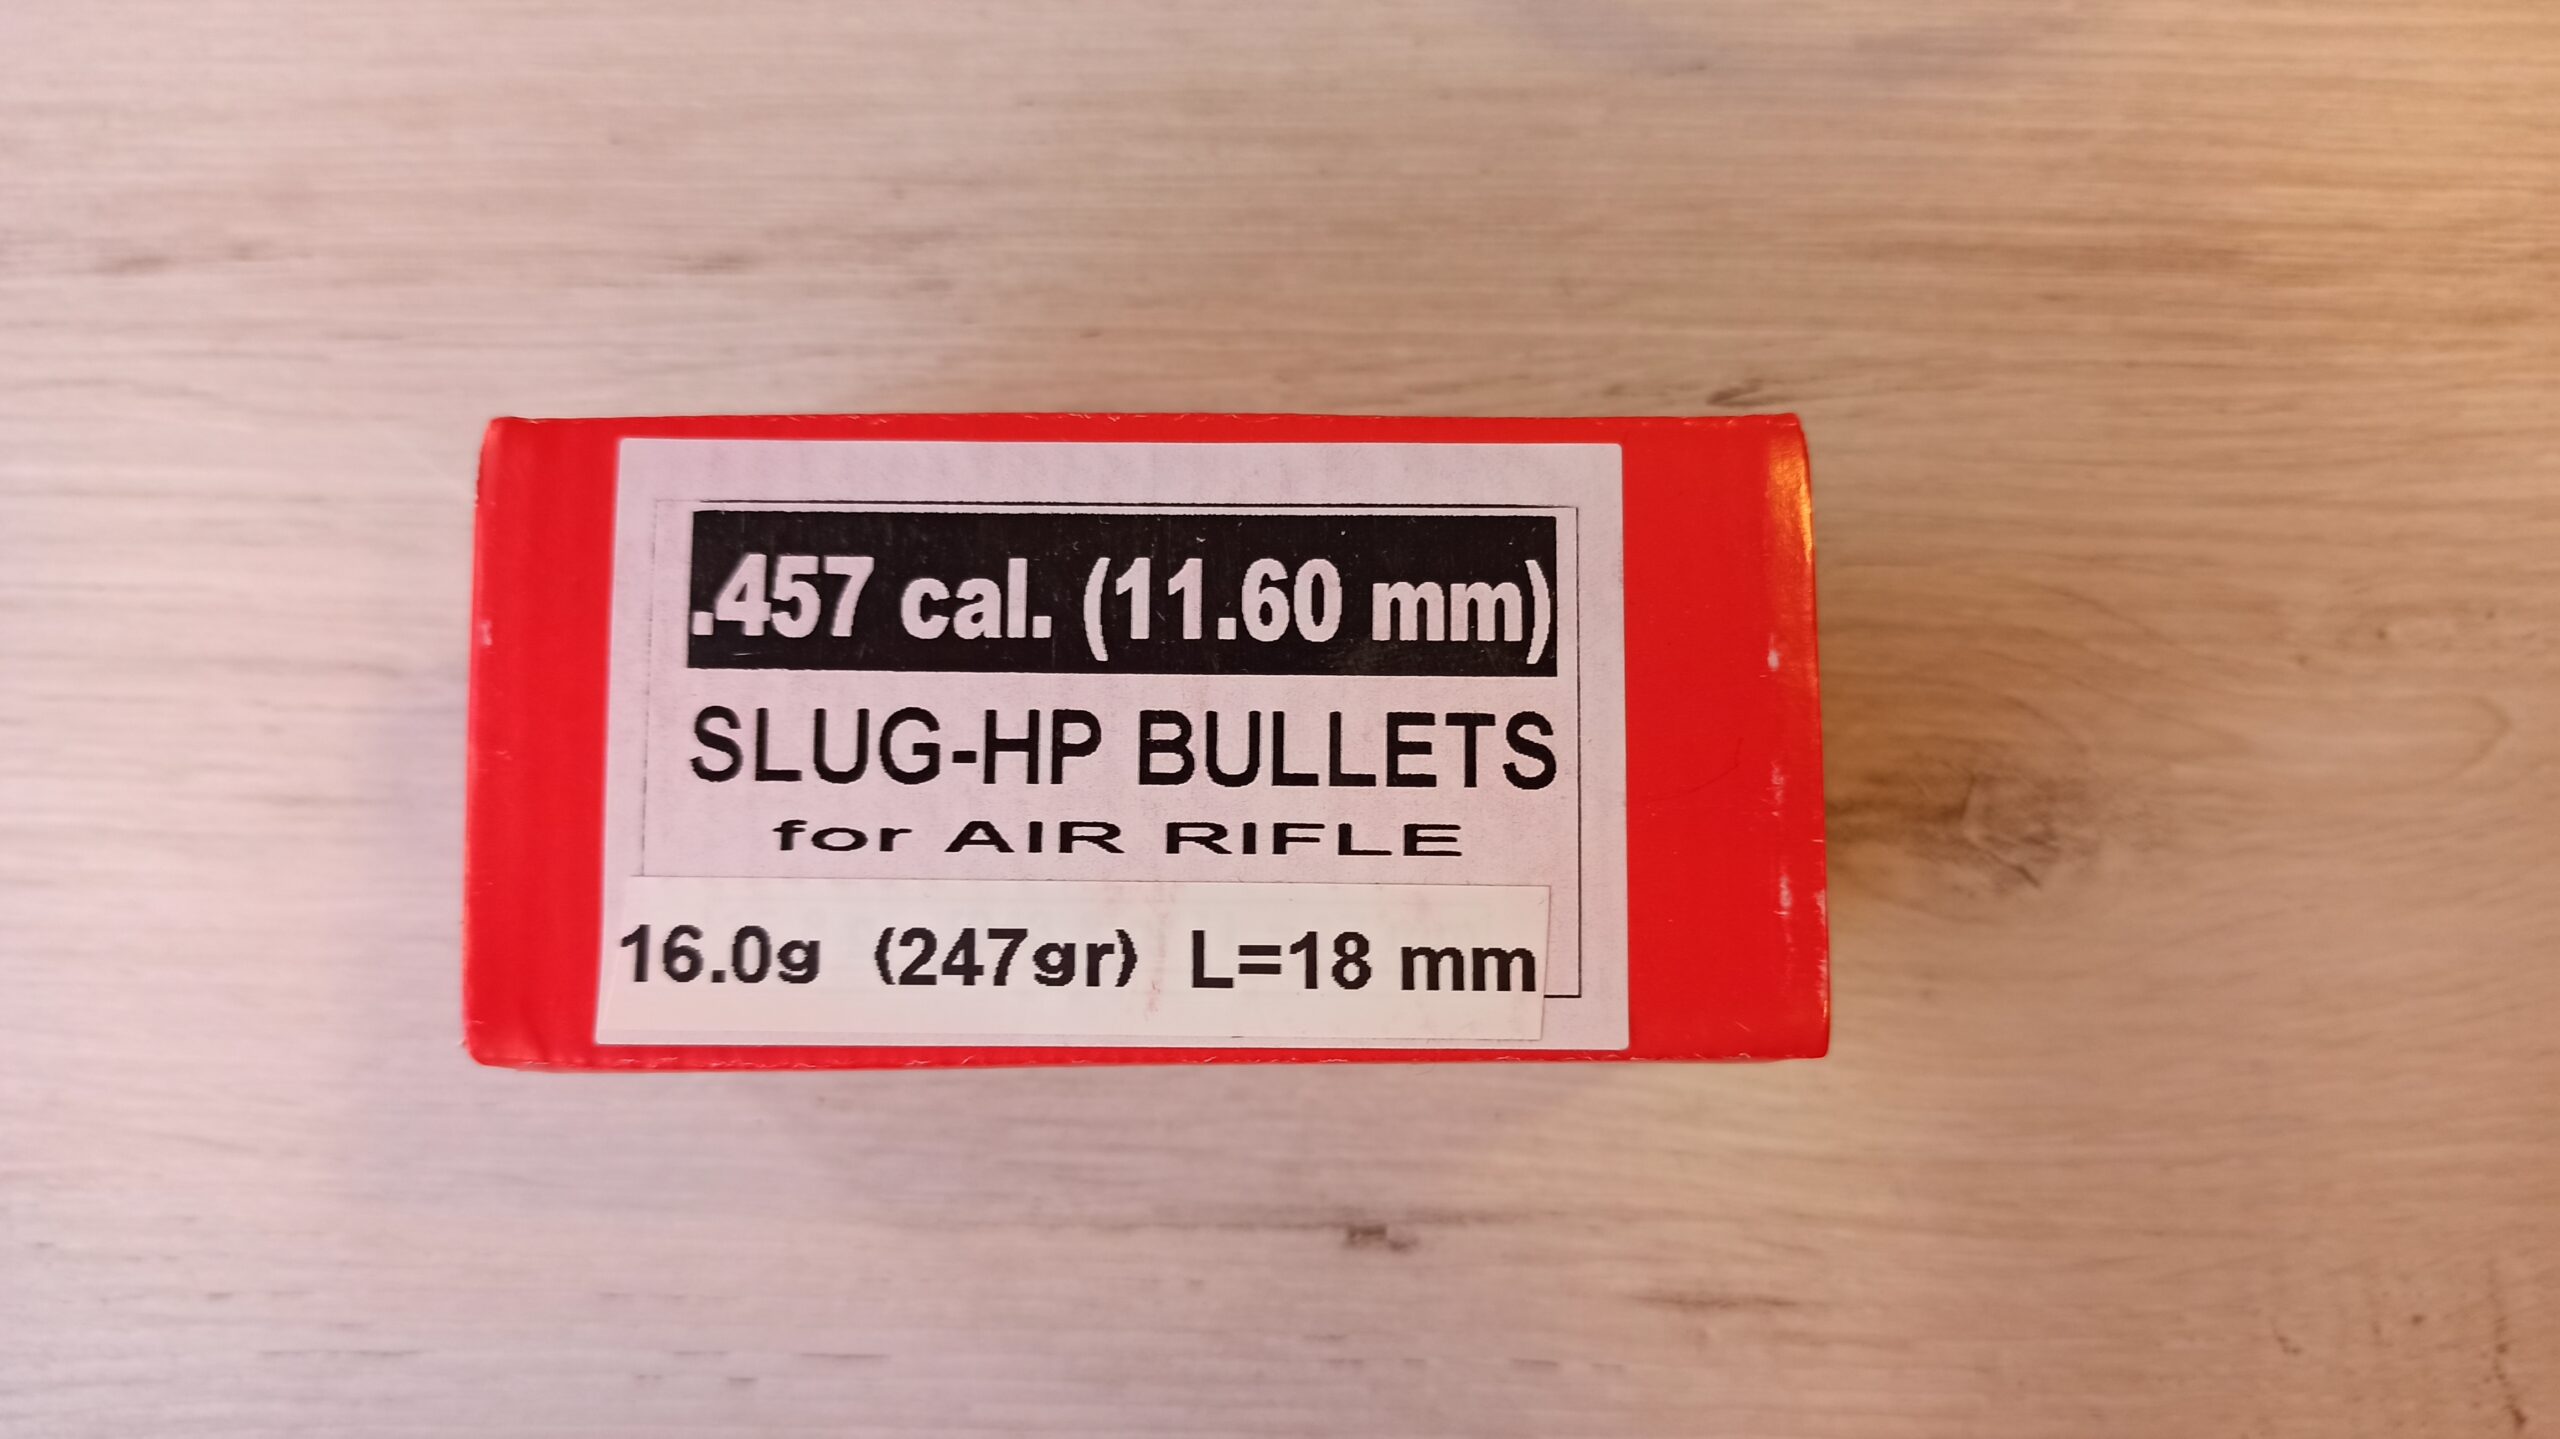 .457 cal. (11.60 mm)
SLUG-HP BULLETS
for AIR RIFLE
16.0g (247gr) L=18 mm